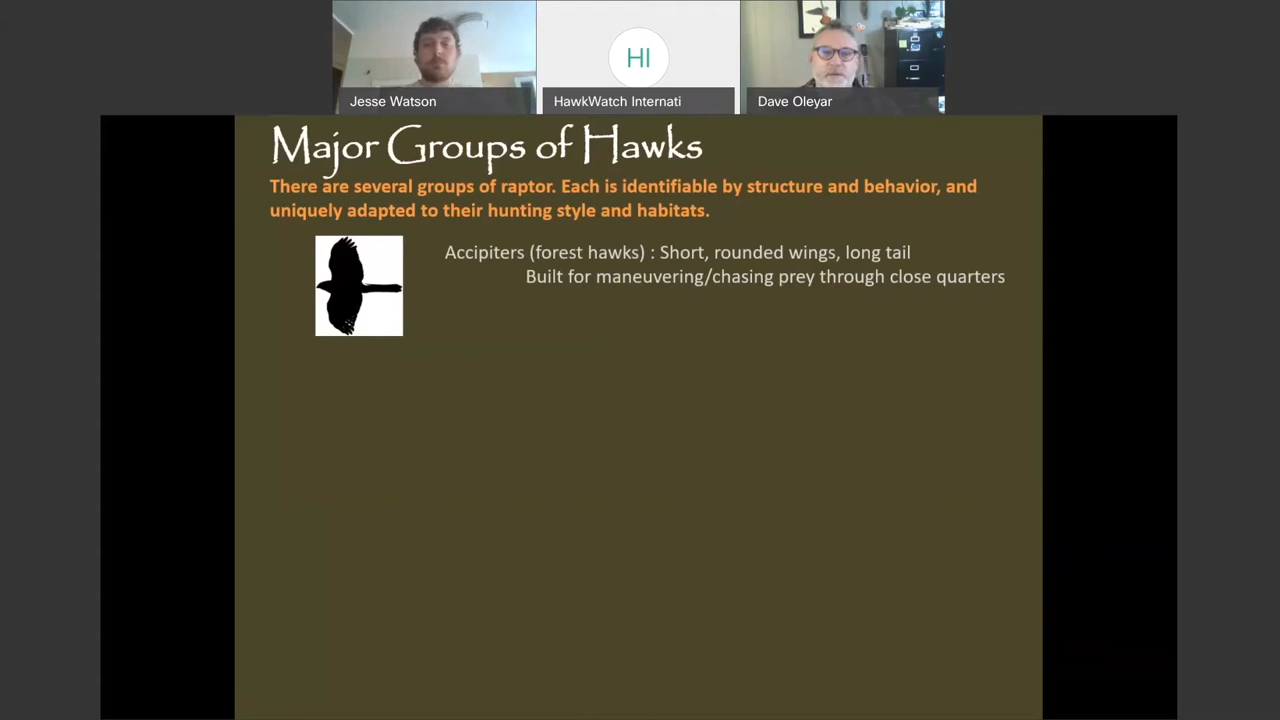 HI
Jesse Watson
HawkWatch Internati
Dave Oleyar
Major Groups of Hawks
There are several groups of raptor. Each is identifiable by structure and behavior, and
uniquely adapted to their hunting style and habitats.
Accipiters (forest hawks) : Short, rounded wings, long tail
Built for maneuvering/chasing prey through close quarters